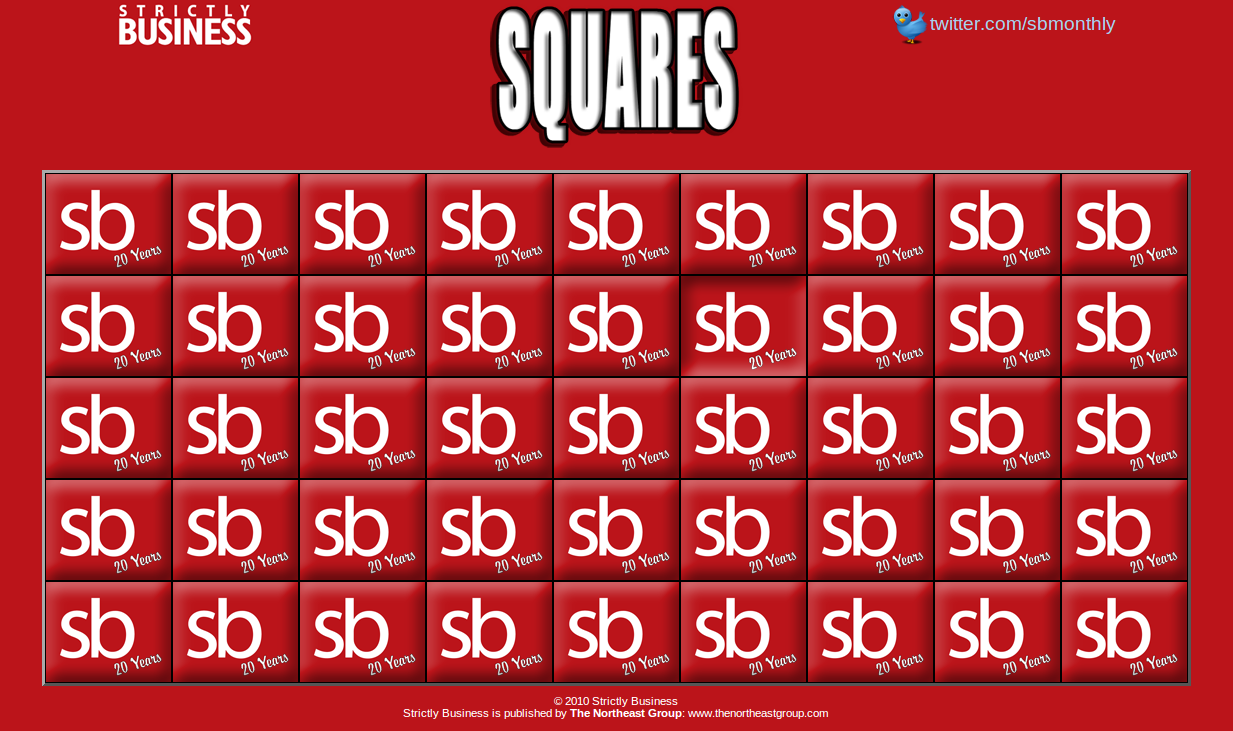 STRICTLY
BUSINESS
SQUARES
twitter.com/sbmonthly
sb sb sb sb sb sb sb sb sb
20 Years 20 Years 20 Years 20 Years 20 Years 20 Years 20 Years 20 Years 20 Years
sb sb sb sb sb sb sb sb sb
20 Years 20 Years 20 Years 20 Years 20 Years 20 Years 20 Years 20 Years 20 Years
sb sb sb sb sb sb sb sb sb
20 Years 20 Years 20 Years 20 Years 20 Years 20 Years 20 Years 20 Years 20 Years
sb sb sb sb sb sb sb sb sb
20 Years 20 Years 20 Years 20 Years 20 Years 20 Years 20 Years 20 Years 20 Years
sb sb sb sb sb sb sb sb sb
20 Years 20 Years 20 Years 20 Years 20 Years 20 Years 20 Years 20 Years 20 Years
© 2010 Strictly Business
Strictly Business is published by The Northeast Group: www.thenortheastgroup.com